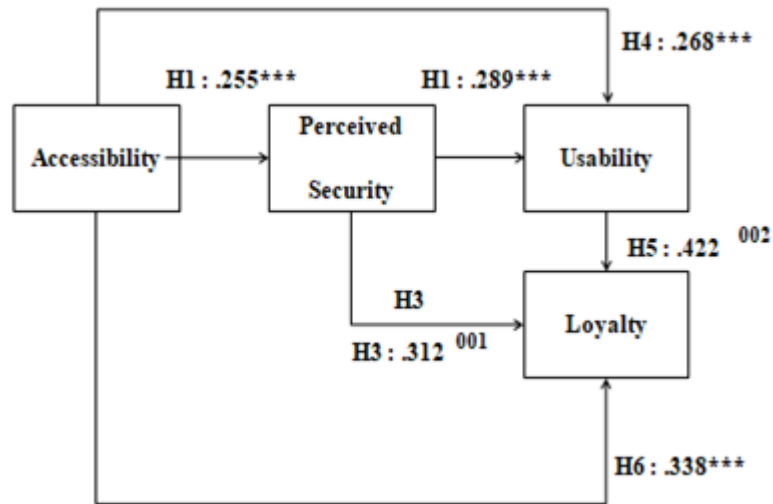 H4 : .268***
H1 : .255***
H1 : .289***
Accessibility
Perceived
Security
Usability
H5 : .422 002
H3
H3 : .312 001
Loyalty
H6 : .338***